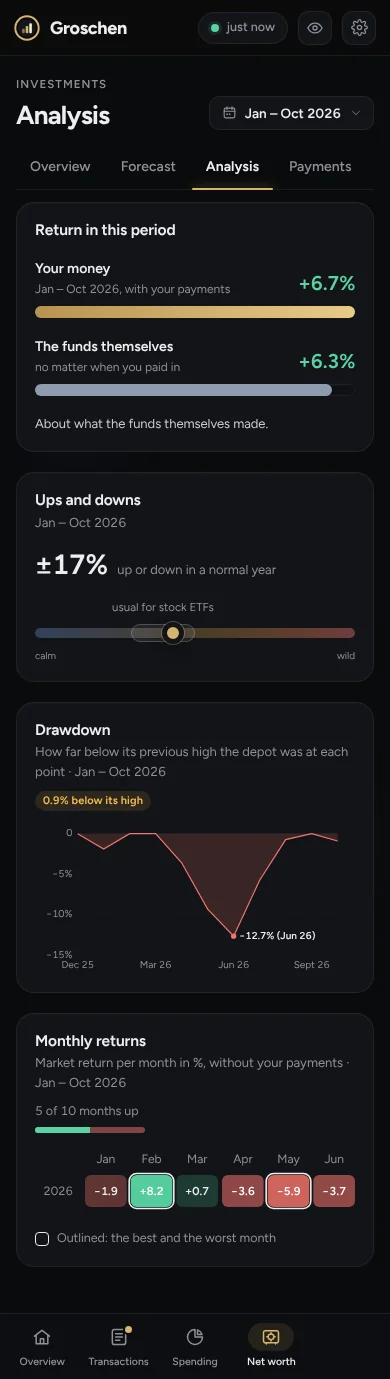 Groschen
just now
INVESTMENTS
Analysis
Jan – Oct 2026
Overview
Forecast
Analysis
Payments
Return in this period
Your money
Jan – Oct 2026, with your payments
+6.7%
The funds themselves
no matter when you paid in
+6.3%
About what the funds themselves made.
Ups and downs
Jan – Oct 2026
±17% up or down in a normal year
usual for stock ETFs
calm
wild
Drawdown
How far below its previous high the depot was at each
point · Jan – Oct 2026
0.9% below its high
0
−5%
−10%
−12.7% (Jun 26)
−15%
Dec 25
Mar 26
Jun 26
Sept 26
Monthly returns
Market return per month in %, without your payments ·
Jan – Oct 2026
5 of 10 months up
Jan Feb Mar Apr May Jun
2026 −1.9 +8.2 +0.7 −3.6 −5.9 −3.7
Outlined: the best and the worst month
Overview
Transactions
Spending
Net worth